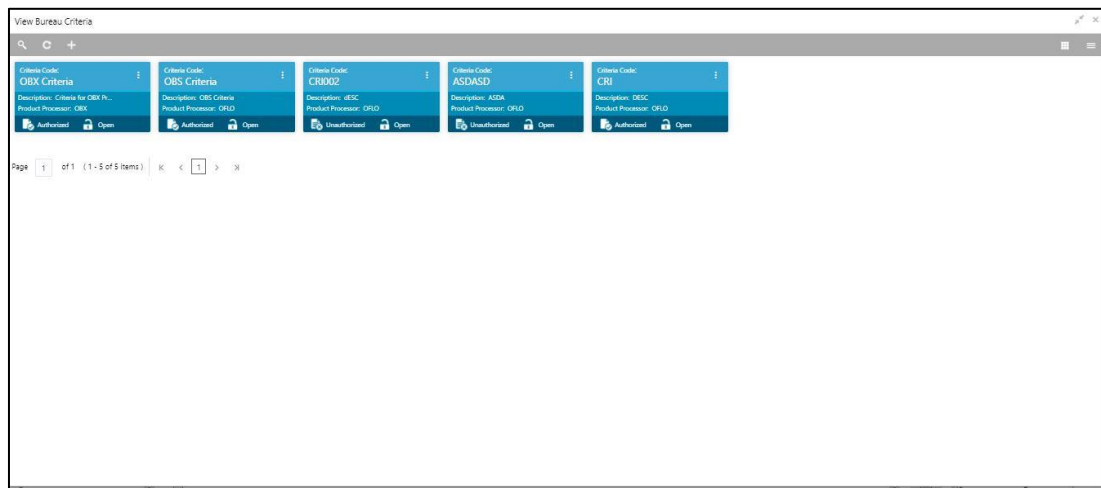 View Bureau Criteria
Criteria Code:
OBX Criteria
Description: Criteria for OBX Pr...
Product Processor: OBX
Authorized Open
Criteria Code:
OBS Criteria
Description: OBS Criteria
Product Processor: OFLO
Authorized Open
Criteria Code:
CRI002
Description: dESC
Product Processor: OFLO
Unauthorized Open
Criteria Code:
ASDASD
Description: ASDA
Product Processor: OFLO
Unauthorized Open
Criteria Code:
CRI
Description: DESC
Product Processor: OFLO
Authorized Open
Page 1 of 1 ( 1 - 5 of 5 items ) 1